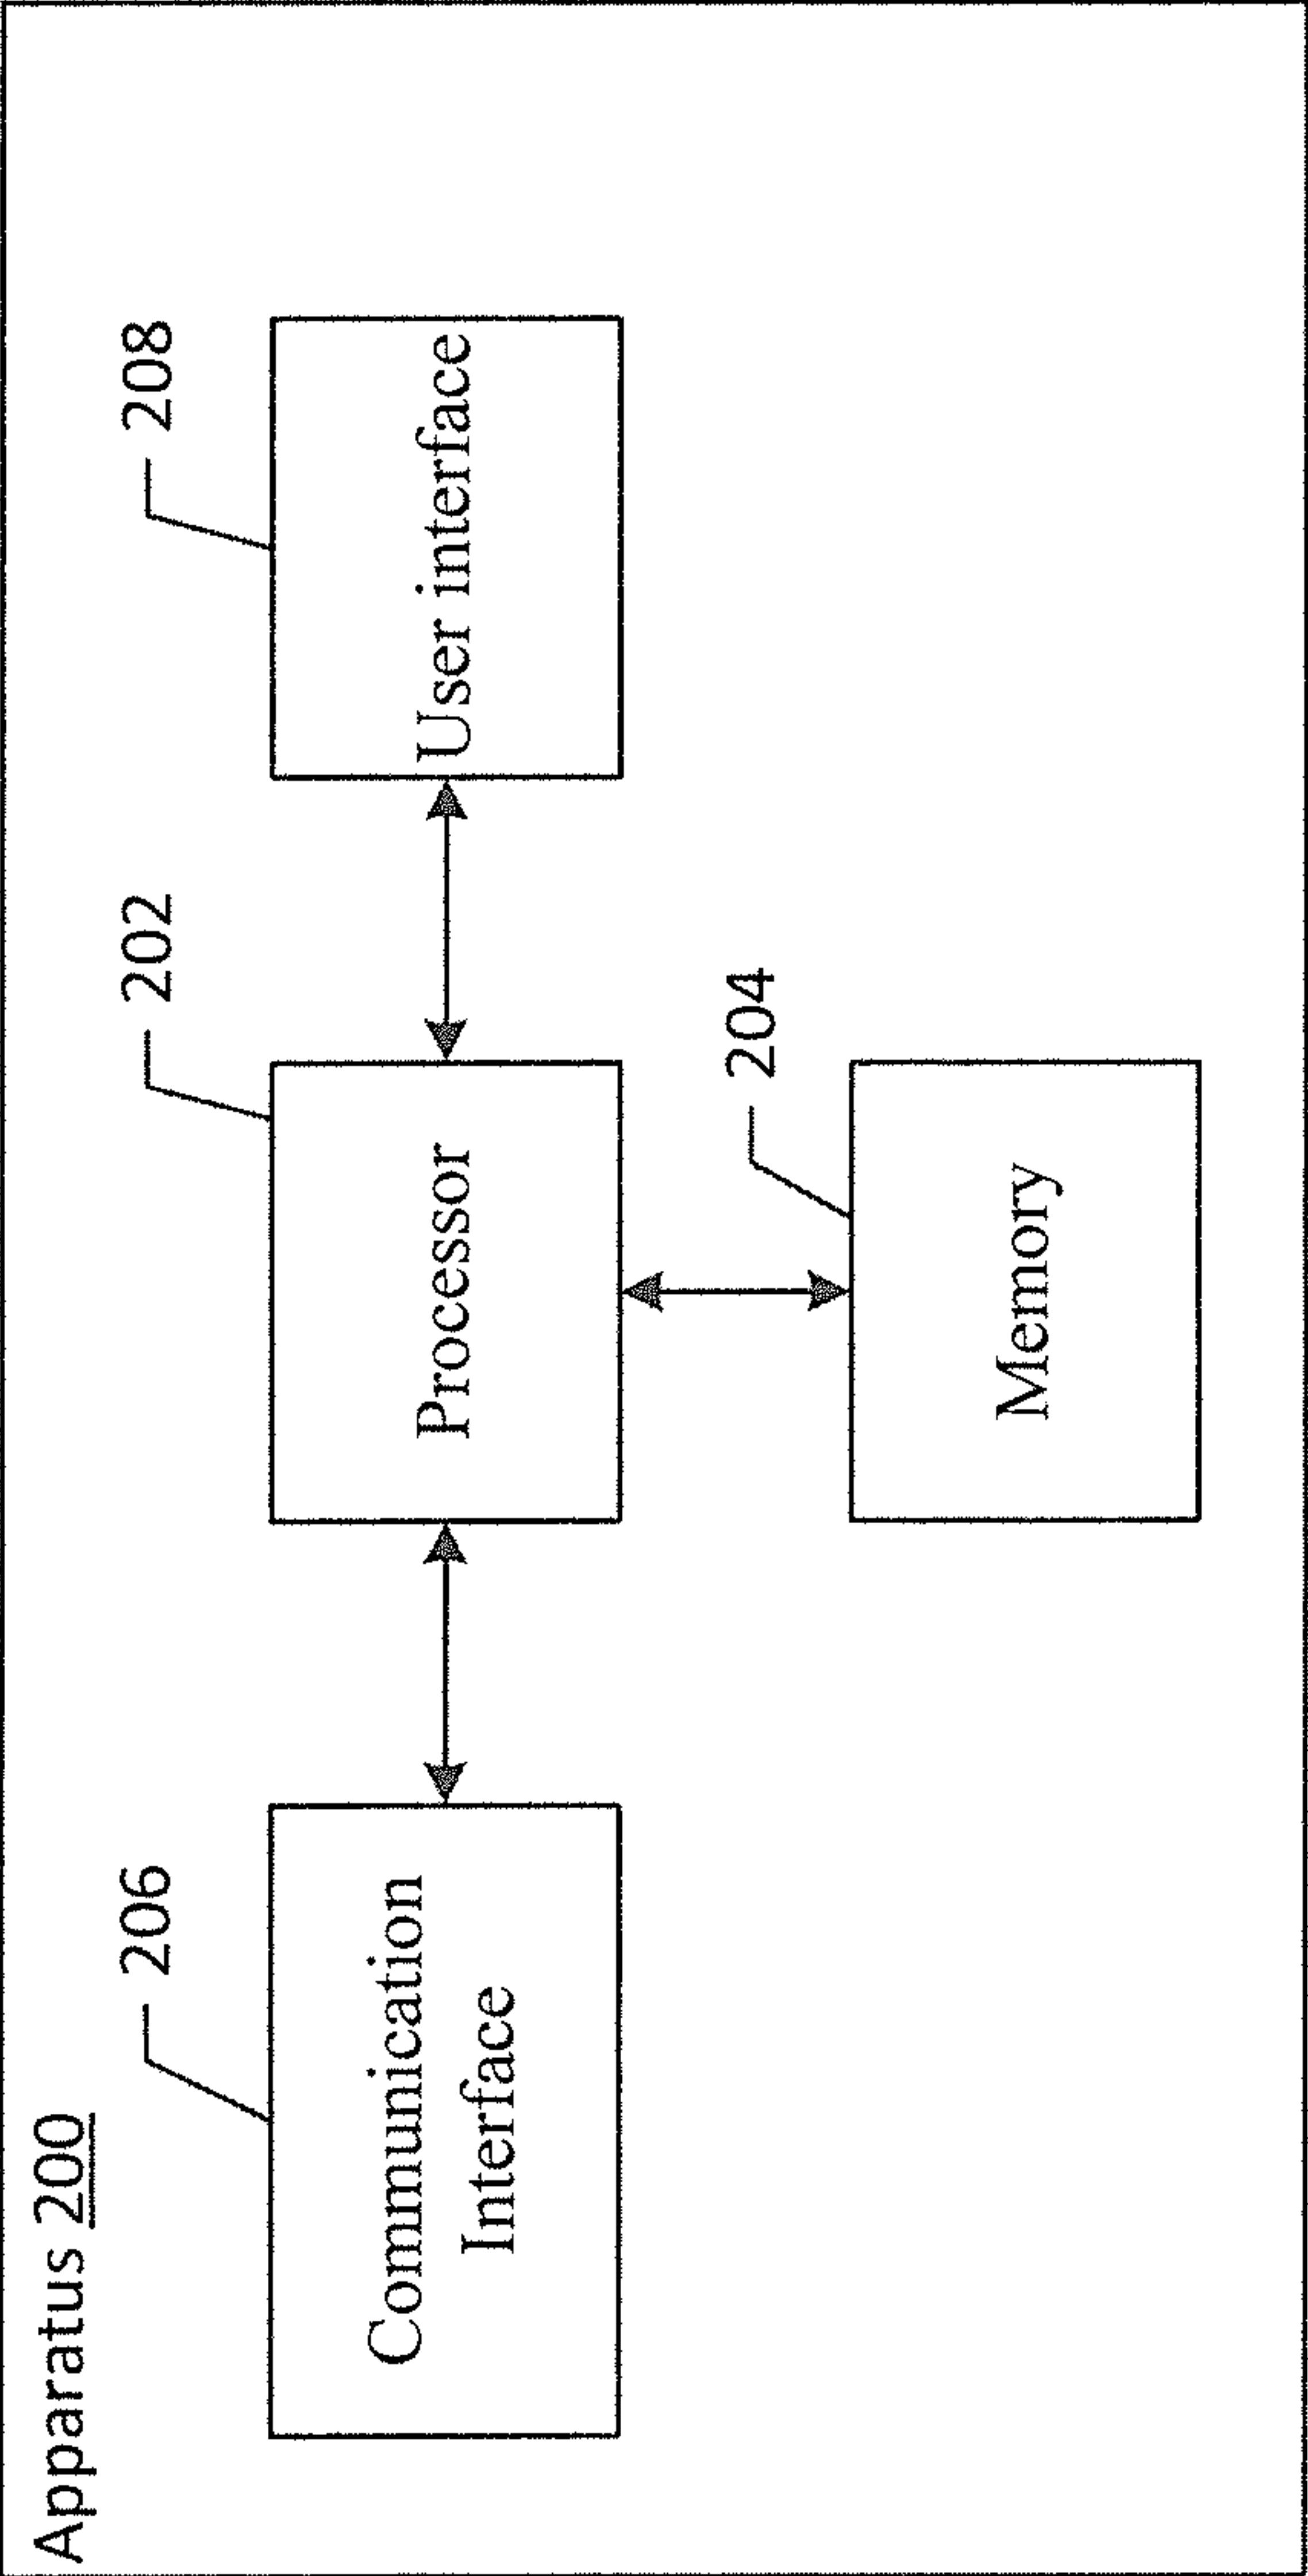 Apparatus 200
206
202
208
Communication
Interface
Processor
User interface
204
Memory